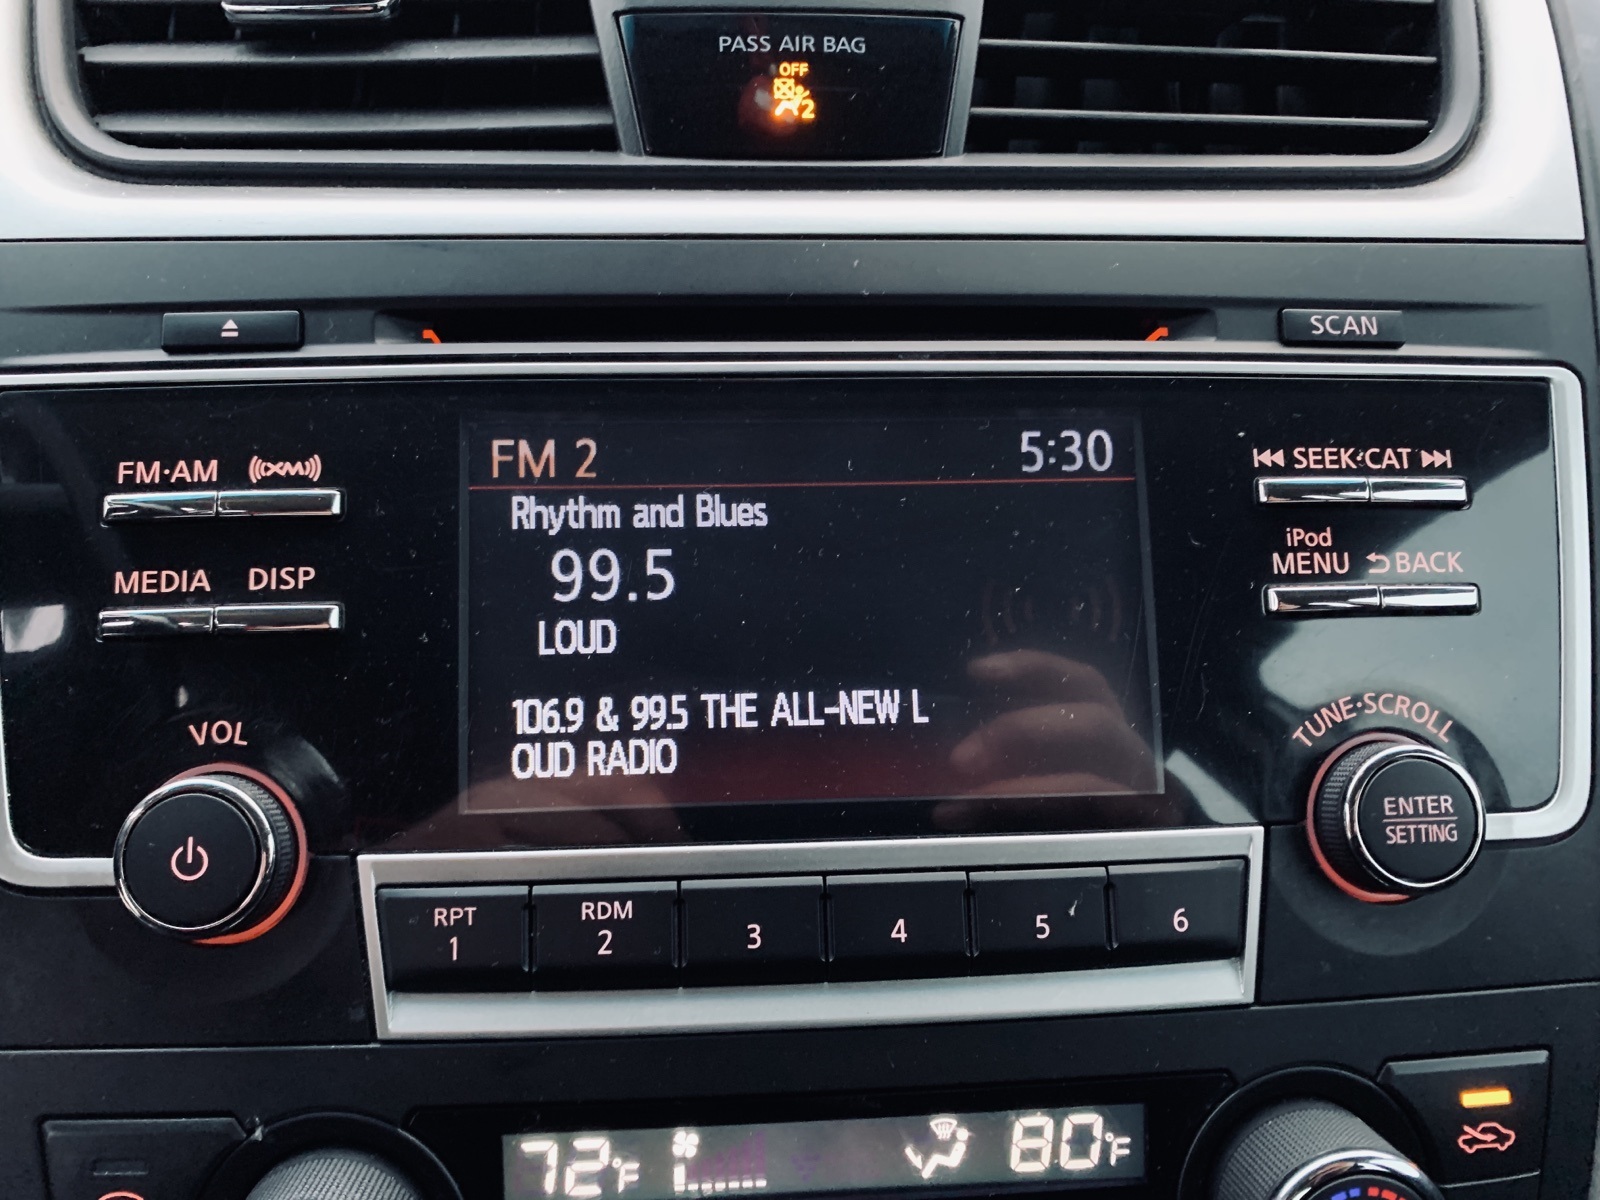 PASS AIR BAG
OFF
2
SCAN
FM·AM
XM
SEEK·CAT
MEDIA
DISP
iPod
MENU
BACK
FM 2
5:30
Rhythm and Blues
99.5
LOUD
106.9 & 99.5 THE ALL-NEW L
OUD RADIO
VOL
TUNE·SCROLL
ENTER
SETTING
RPT
1
RDM
2
3
4
5
6
72°F
80°F